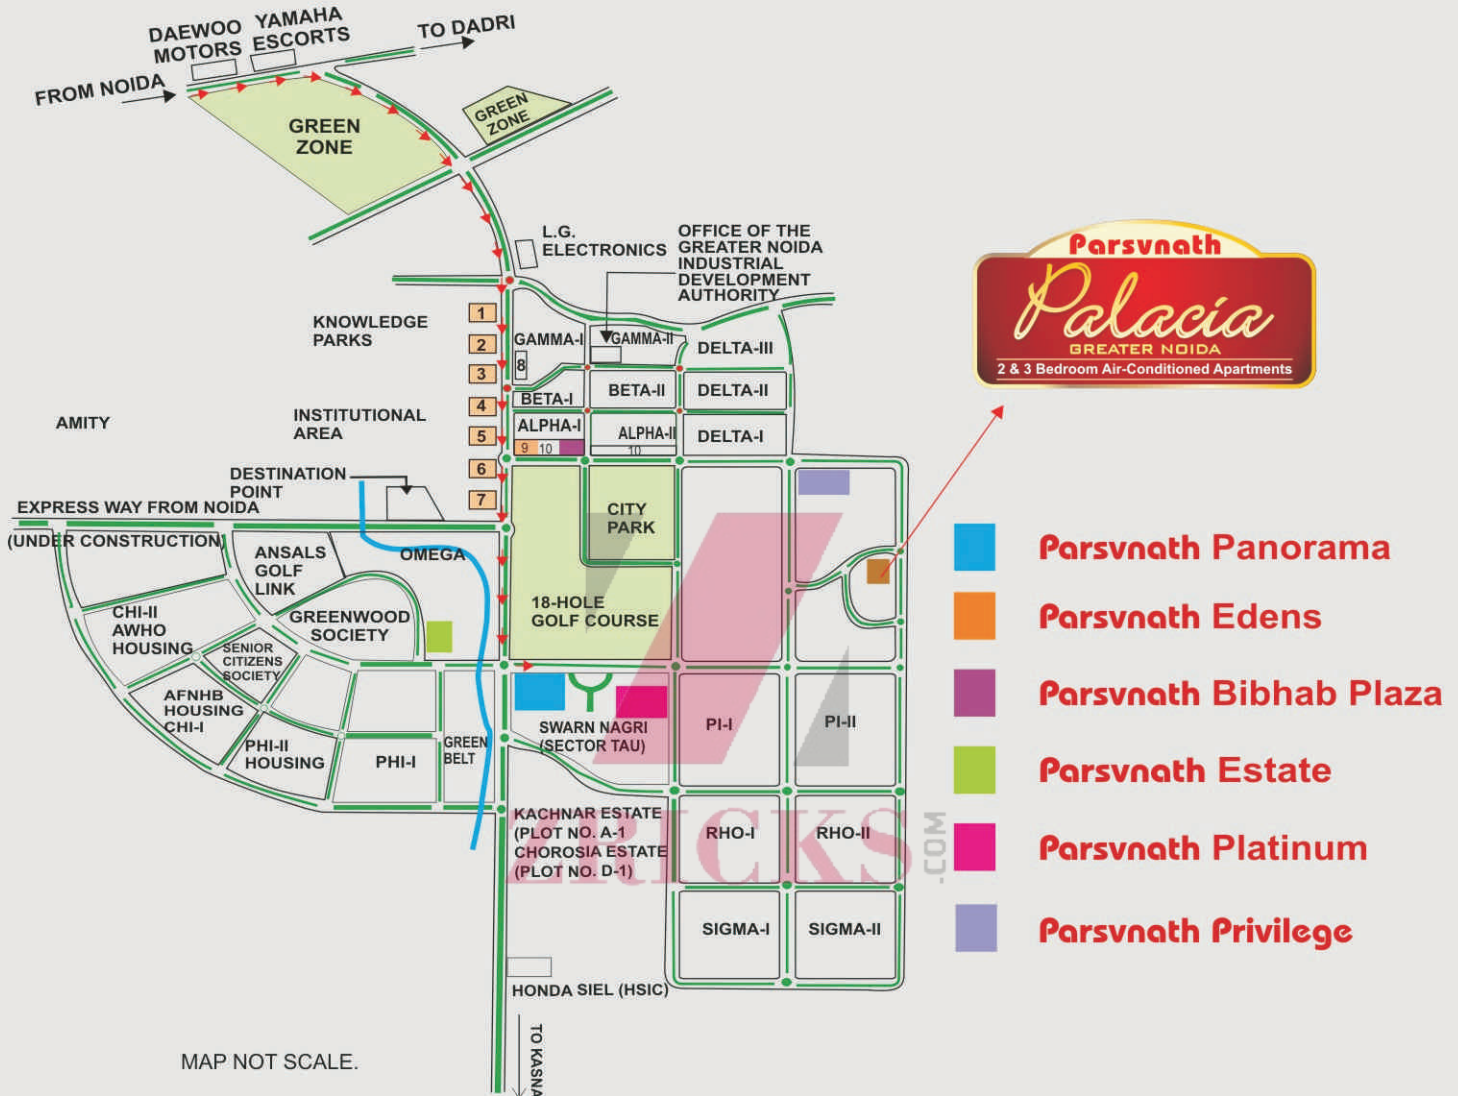 DAEWOO
MOTORS
YAMAHA
ESCORTS
TO DADRI
FROM NOIDA
GREEN
ZONE
GREEN
ZONE
L.G.
ELECTRONICS
OFFICE OF THE
GREATER NOIDA
INDUSTRIAL
DEVELOPMENT
AUTHORITY
Parsvnath
Palacia
GREATER NOIDA
2 & 3 Bedroom Air-Conditioned Apartments
KNOWLEDGE
PARKS
1
2
3
4
5
6
7
GAMMA-I
8
GAMMA-II
DELTA-III
BETA-I
BETA-II
DELTA-II
ALPHA-I
9
10
ALPHA-II
10
DELTA-I
INSTITUTIONAL
AREA
AMITY
DESTINATION
POINT
EXPRESS WAY FROM NOIDA
(UNDER CONSTRUCTION)
CITY
PARK
ANSALS
GOLF
LINK
OMEGA
18-HOLE
GOLF COURSE
CHI-II
AWHO
HOUSING
GREENWOOD
SOCIETY
SENIOR
CITIZENS
SOCIETY
AFNHB
HOUSING
CHI-I
PHI-II
HOUSING
PHI-I
GREEN
BELT
SWARN NAGRI
(SECTOR TAU)
PI-I
PI-II
KACHNAR ESTATE
(PLOT NO. A-1
CHOROSIA ESTATE
(PLOT NO. D-1)
RHO-I
RHO-II
SIGMA-I
SIGMA-II
HONDA SIEL (HSIC)
TO KASNA
MAP NOT SCALE.
ZRICKS
.COM
Parsvnath Panorama
Parsvnath Edens
Parsvnath Bibhab Plaza
Parsvnath Estate
Parsvnath Platinum
Parsvnath Privilege